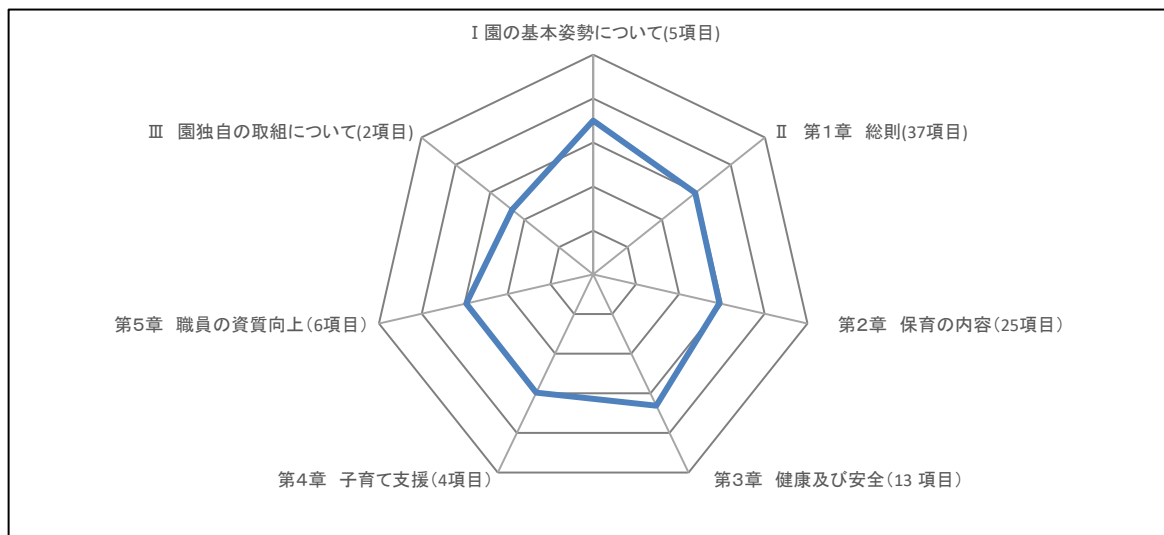 Ⅰ 園の基本姿勢について(5項目)
Ⅲ　園独自の取組について(2項目)
Ⅱ　第1章　総則(37項目)
第5章　職員の資質向上（6項目）
第2章　保育の内容（25項目）
第4章　子育て支援（4項目）
第3章　健康及び安全（13 項目）